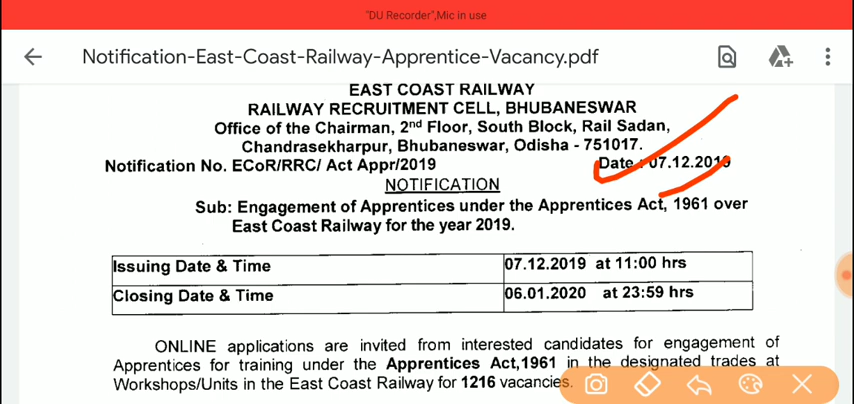 "DU Recorder",Mic in use
Notification-East-Coast-Railway-Apprentice-Vacancy.pdf
EAST COAST RAILWAY
RAILWAY RECRUITMENT CELL, BHUBANESWAR
Office of the Chairman, 2nd Floor, South Block, Rail Sadan,
Chandrasekharpur, Bhubaneswar, Odisha - 751017.
Notification No. ECoR/RRC/ Act Appr/2019 Date : 07.12.2019
NOTIFICATION
Sub: Engagement of Apprentices under the Apprentices Act, 1961 over
East Coast Railway for the year 2019.
Issuing Date & Time 07.12.2019 at 11:00 hrs
Closing Date & Time 06.01.2020 at 23:59 hrs
ONLINE applications are invited from interested candidates for engagement of
Apprentices for training under the Apprentices Act,1961 in the designated trades at
Workshops/Units in the East Coast Railway for 1216 vacancies.